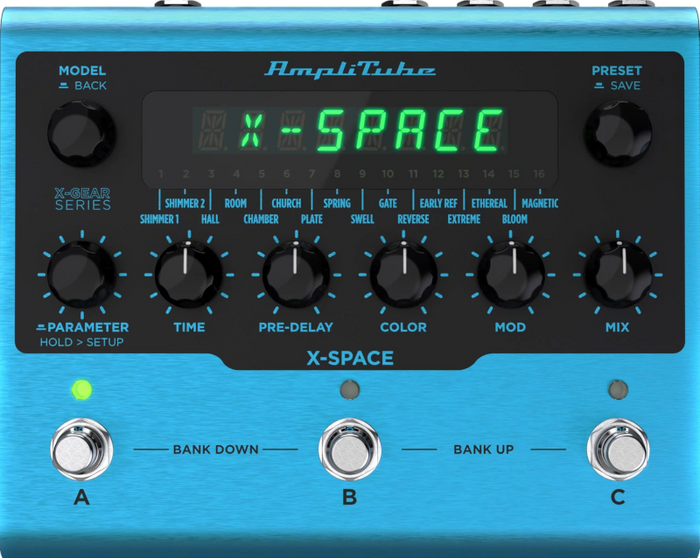 MODEL
BACK
AmpliTube
PRESET
SAVE
X-SPACE
1 2 3 4 5 6 7 8 9 10 11 12 13 14 15 16
X-GEAR
SERIES
SHIMMER 2 ROOM CHURCH SPRING GATE EARLY REF ETHEREAL MAGNETIC
SHIMMER 1 HALL CHAMBER PLATE SWELL REVERSE EXTREME BLOOM
PARAMETER
HOLD > SETUP
TIME
PRE-DELAY
COLOR
MOD
MIX
X-SPACE
BANK DOWN
BANK UP
A
B
C